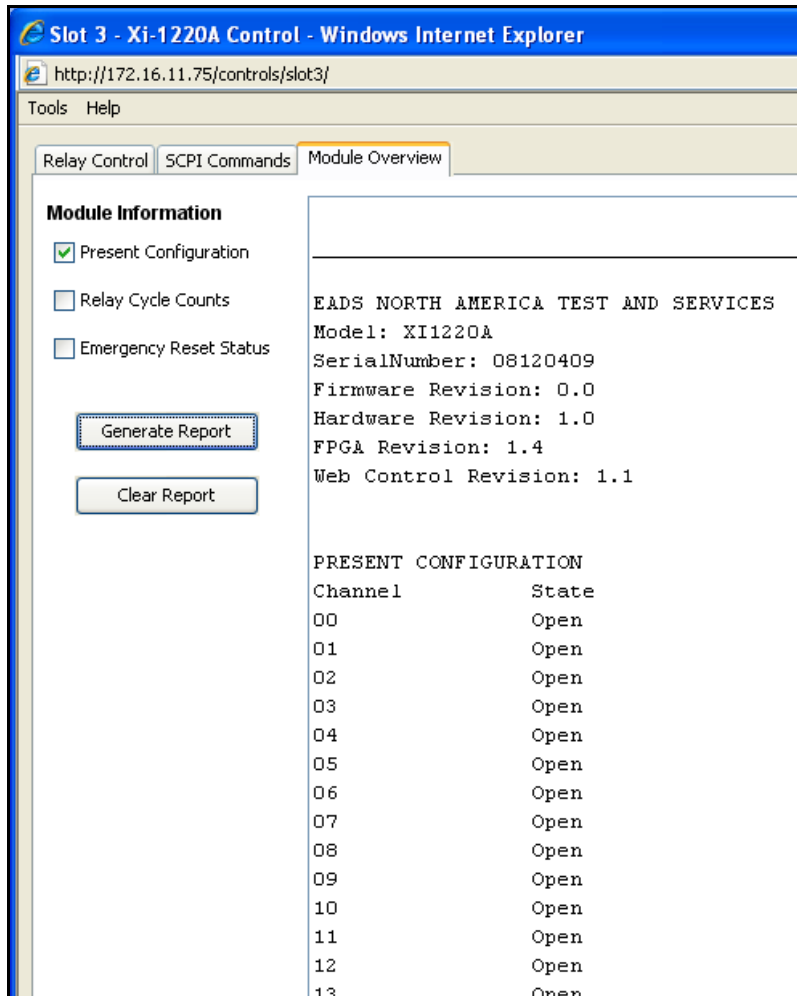 Slot 3 - Xi-1220A Control - Windows Internet Explorer
http://172.16.11.75/controls/slot3/
Tools Help
Relay Control SCPI Commands Module Overview
Module Information
Present Configuration
Relay Cycle Counts
Emergency Reset Status
Generate Report
Clear Report
EADS NORTH AMERICA TEST AND SERVICES
Model: XI1220A
SerialNumber: 08120409
Firmware Revision: 0.0
Hardware Revision: 1.0
FPGA Revision: 1.4
Web Control Revision: 1.1
PRESENT CONFIGURATION
Channel State
00 Open
01 Open
02 Open
03 Open
04 Open
05 Open
06 Open
07 Open
08 Open
09 Open
10 Open
11 Open
12 Open
13 Open